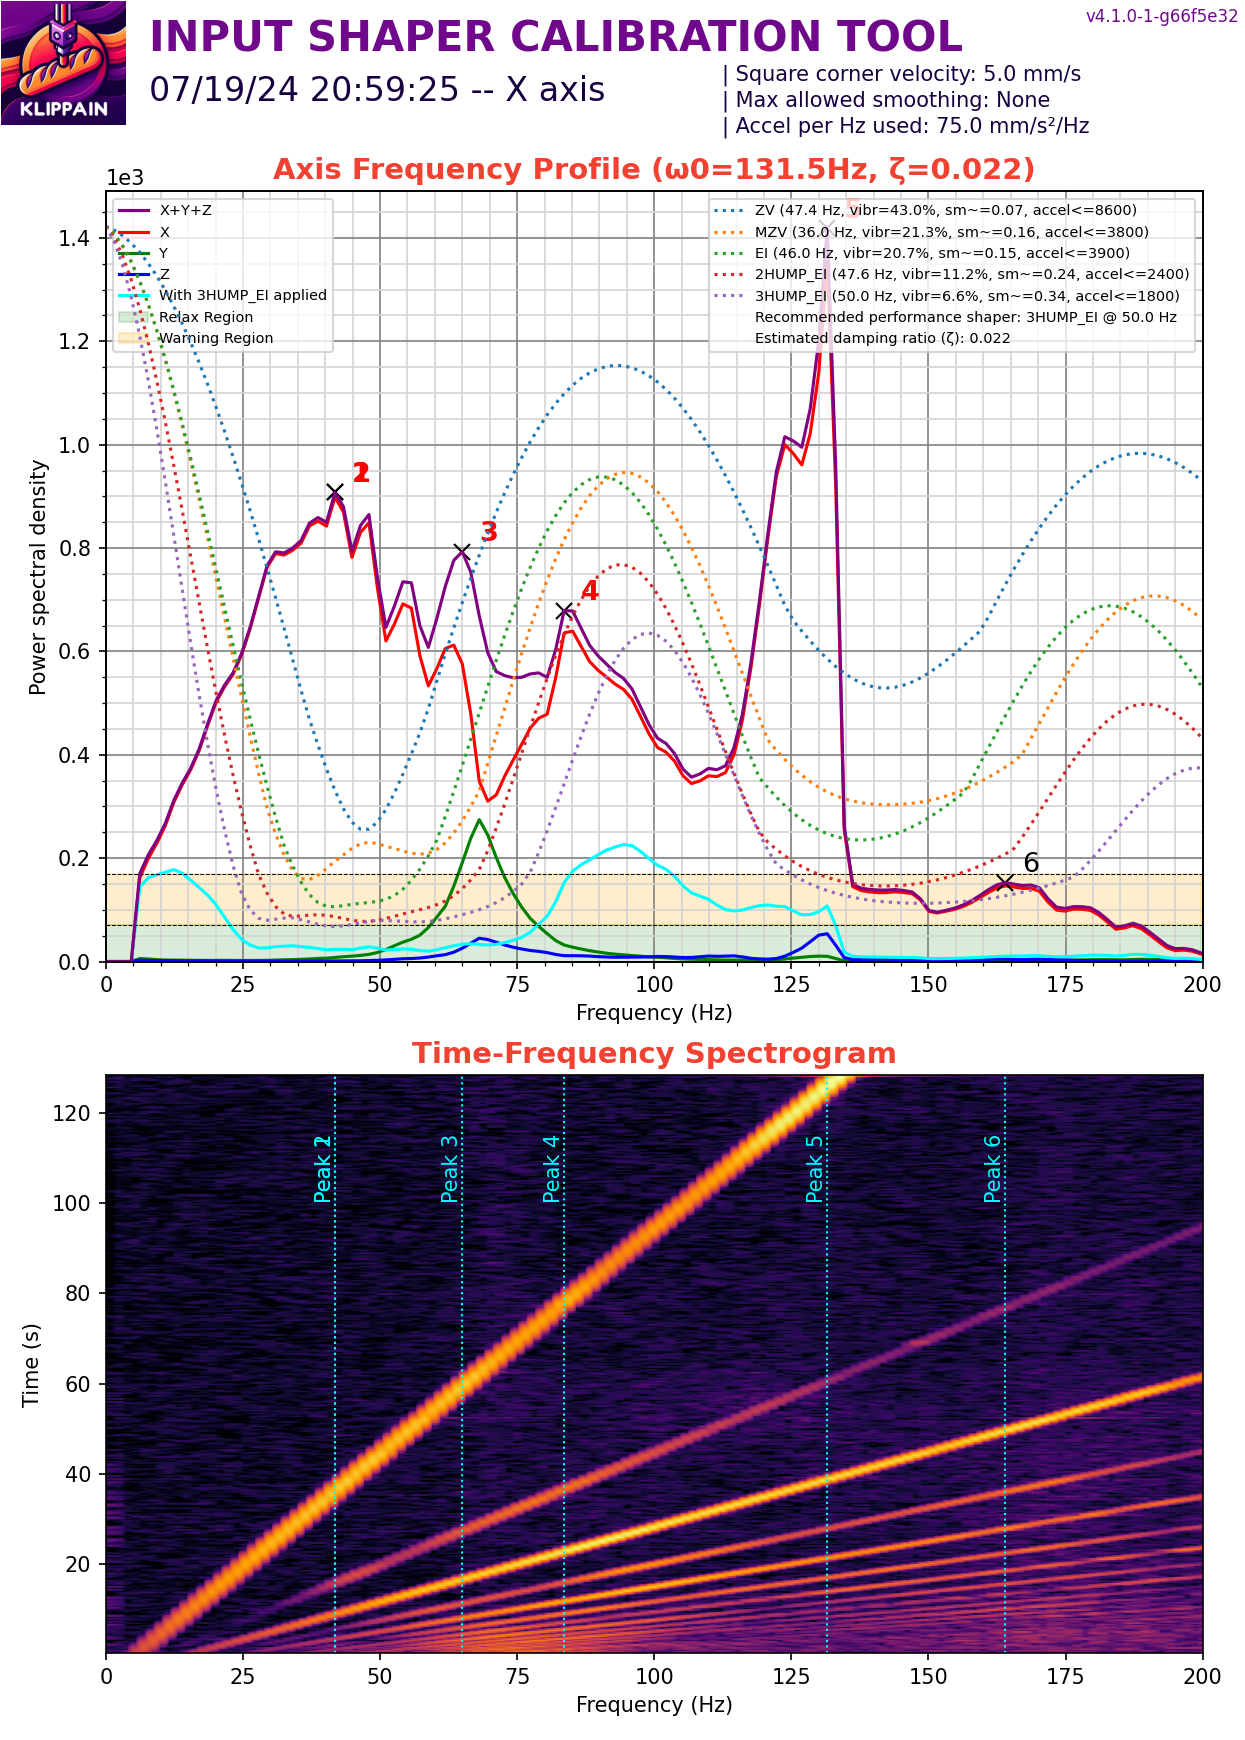 v4.1.0-1-g66f5e32
INPUT SHAPER CALIBRATION TOOL
07/19/24 20:59:25 -- X axis
| Square corner velocity: 5.0 mm/s
| Max allowed smoothing: None
| Accel per Hz used: 75.0 mm/s²/Hz
KLIPPAIN
Axis Frequency Profile (ω0=131.5Hz, ζ=0.022)
1e3
X+Y+Z
X
Y
Z
With 3HUMP_EI applied
Relax Region
Warning Region
ZV (47.4 Hz, vibr=43.0%, sm~=0.07, accel<=8600)
MZV (36.0 Hz, vibr=21.3%, sm~=0.16, accel<=3800)
EI (46.0 Hz, vibr=20.7%, sm~=0.15, accel<=3900)
2HUMP_EI (47.6 Hz, vibr=11.2%, sm~=0.24, accel<=2400)
3HUMP_EI (50.0 Hz, vibr=6.6%, sm~=0.34, accel<=1800)
Recommended performance shaper: 3HUMP_EI @ 50.0 Hz
Estimated damping ratio (ζ): 0.022
5
1
2
3
4
6
Power spectral density
1.4
1.2
1.0
0.8
0.6
0.4
0.2
0.0
0 25 50 75 100 125 150 175 200
Frequency (Hz)
Time-Frequency Spectrogram
Peak 1
Peak 2
Peak 3
Peak 4
Peak 5
Peak 6
Time (s)
120
100
80
60
40
20
0 25 50 75 100 125 150 175 200
Frequency (Hz)